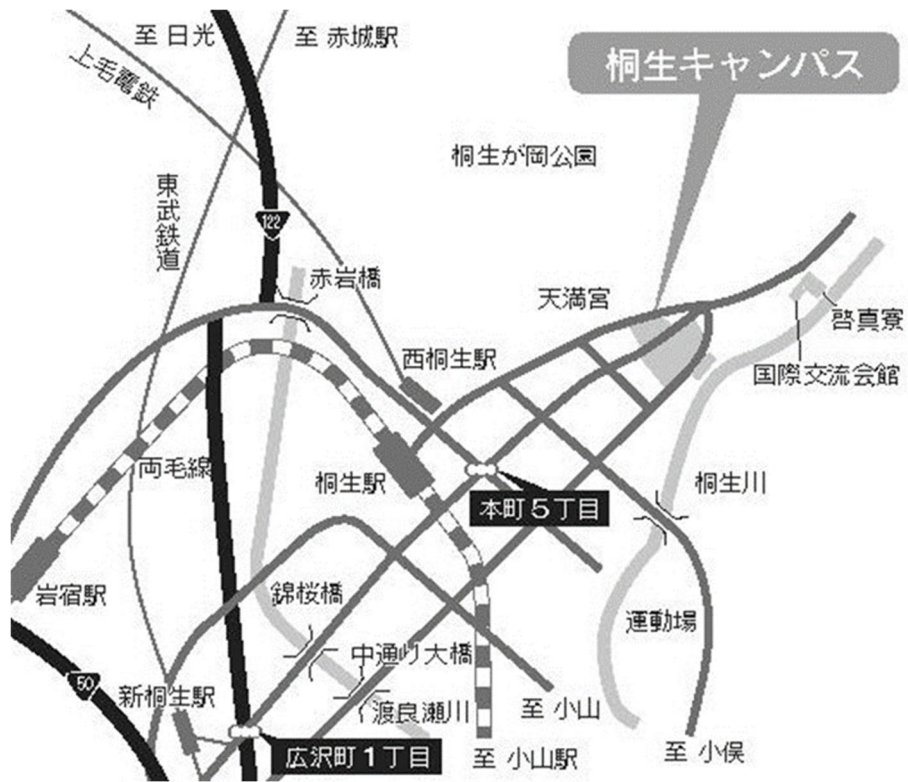 至 日光
至 赤城駅
上毛電鉄
桐生キャンパス
桐生が岡公園
東武鉄道
122
赤岩橋
天満宮
啓真寮
西桐生駅
国際交流会館
両毛線
桐生駅
桐生川
本町5丁目
岩宿駅
錦桜橋
運動場
中通り大橋
50
新桐生駅
渡良瀬川
至 小山
広沢町1丁目
至 小山駅
至 小俣